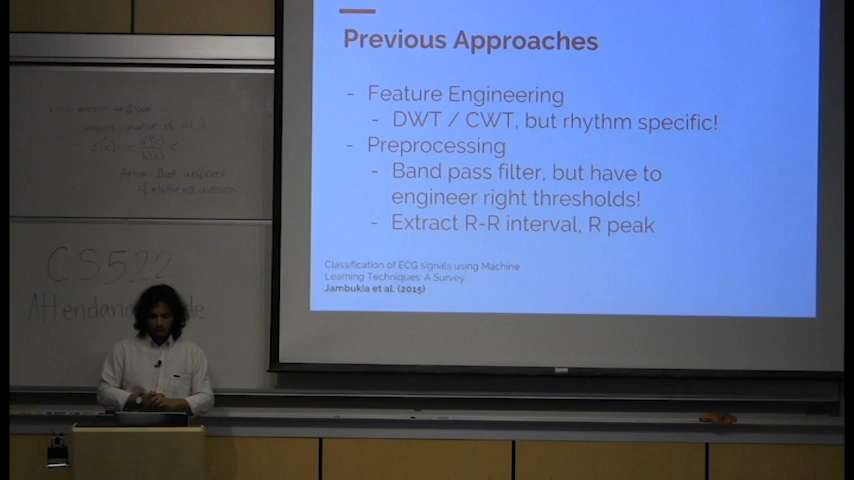 Previous Approaches
- Feature Engineering
- DWT / CWT, but rhythm specific!
- Preprocessing
- Band pass filter, but have to
engineer right thresholds!
- Extract R-R interval, R peak
Classification of ECG signals using Machine
Learning Techniques: A Survey
Jambukia et al. (2015)
CS522